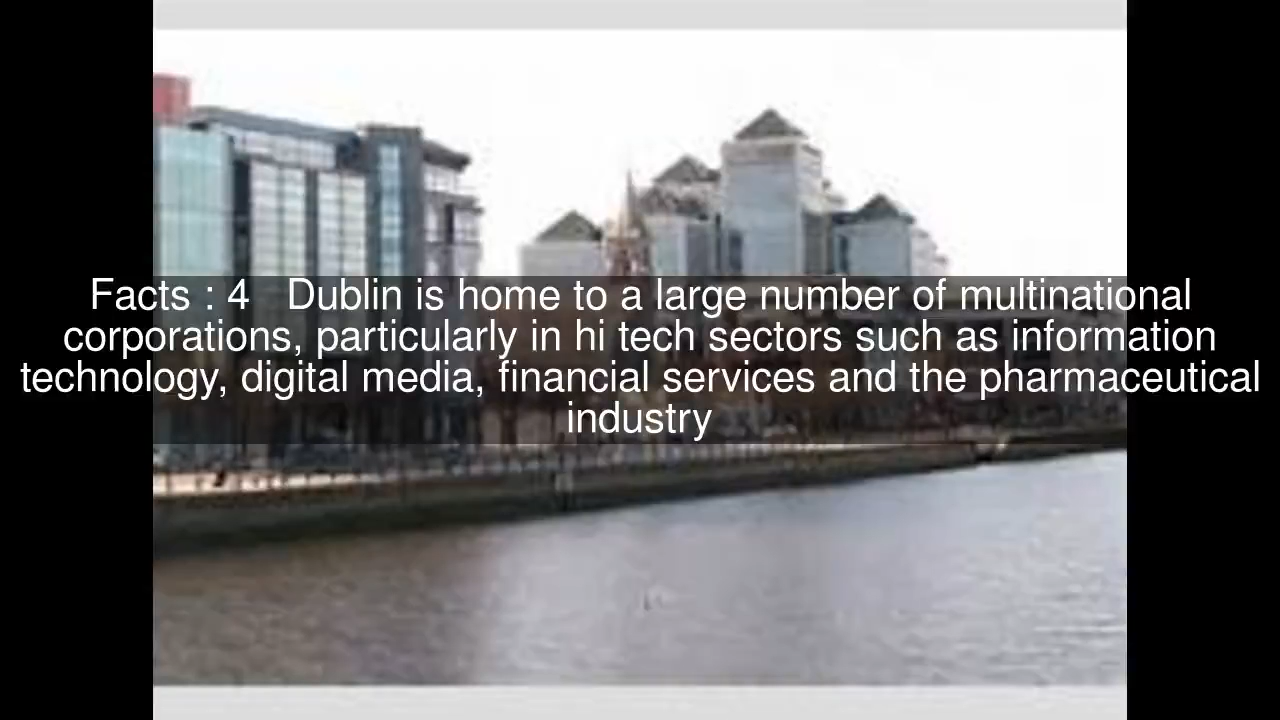 Facts : 4 Dublin is home to a large number of multinational
corporations, particularly in hi tech sectors such as information
technology, digital media, financial services and the pharmaceutical
industry